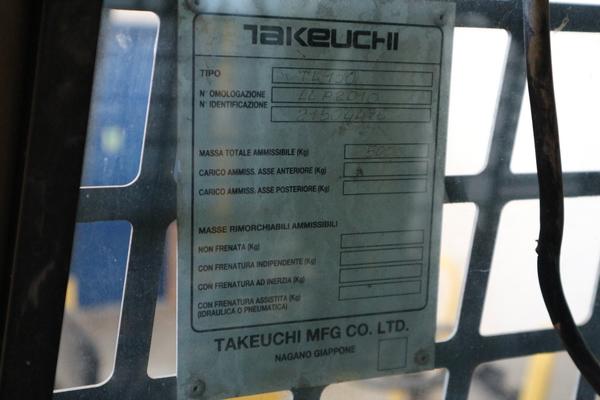 TAKEUCHI
TIPO
N° OMOLOGAZIONE
N° IDENTIFICAZIONE
MASSA TOTALE AMMISSIBILE (Kg)
CARICO AMMISS. ASSE ANTERIORE (Kg)
CARICO AMMISS. ASSE POSTERIORE (Kg)
MASSE RIMORCHIABILI AMMISSIBILI
NON FRENATA (Kg)
CON FRENATURA INDIPENDENTE (Kg)
CON FRENATURA AD INERZIA (Kg)
CON FRENATURA ASSISTITA (Kg)
(IDRAULICA O PNEUMATICA)
TAKEUCHI MFG CO. LTD.
NAGANO GIAPPONE